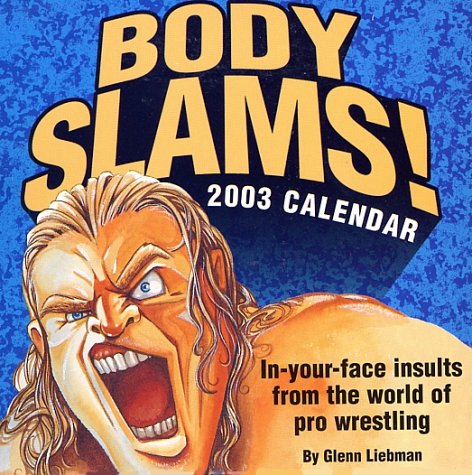 BODY
SLAMS!
2003 CALENDAR
In-your-face insults
from the world of
pro wrestling
By Glenn Liebman